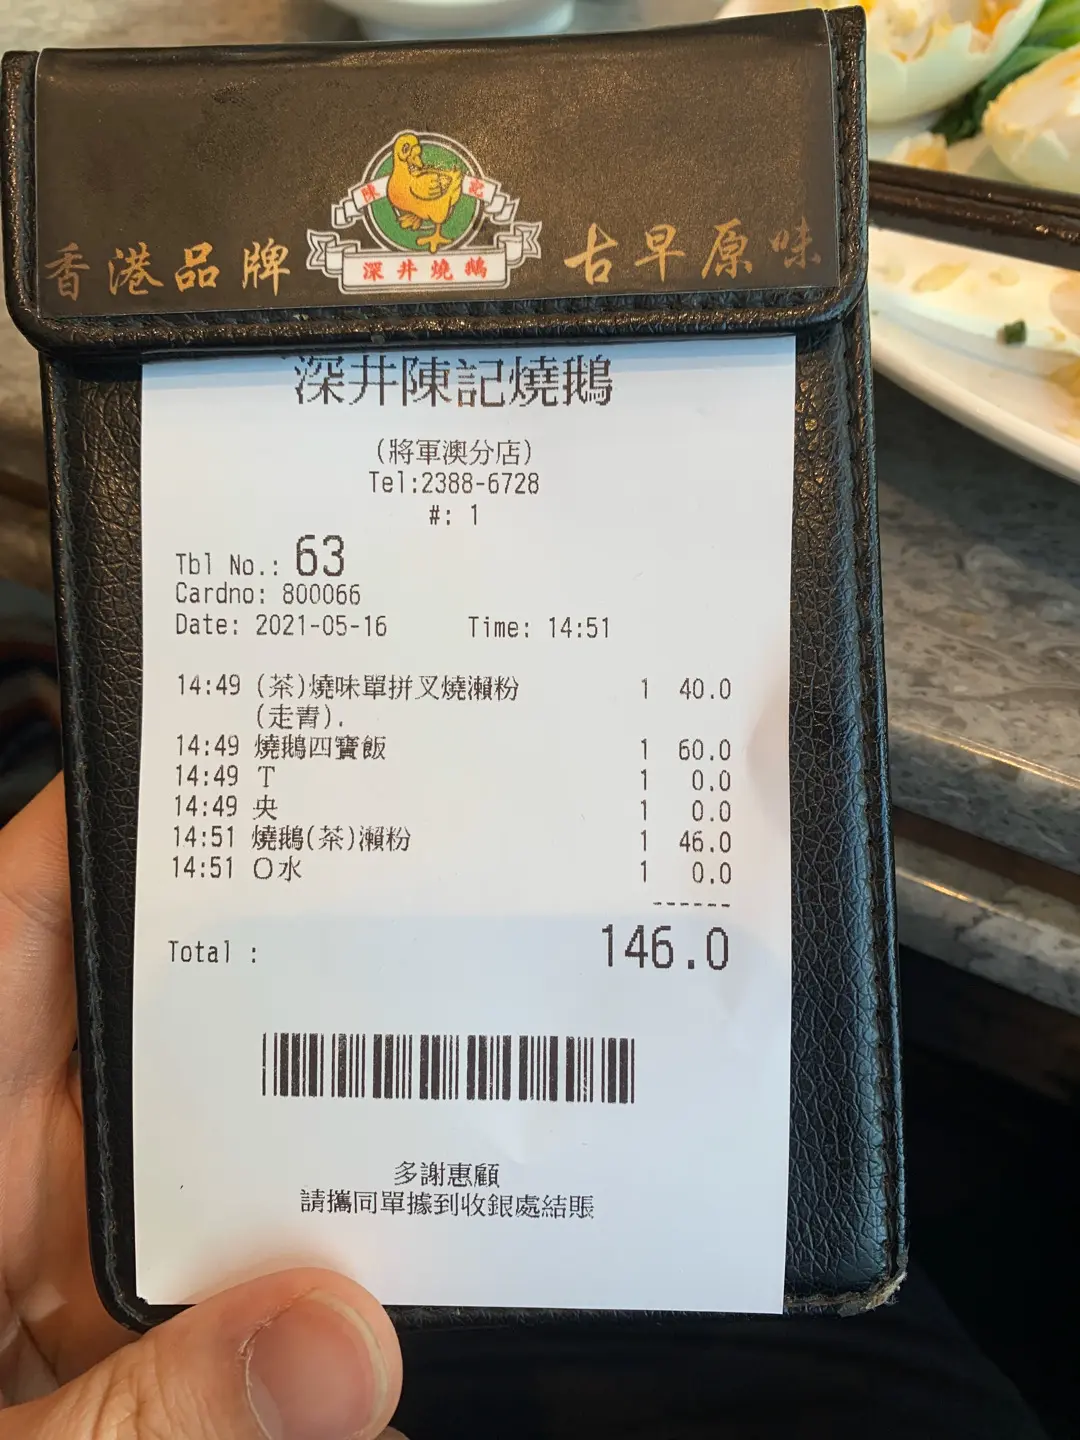 陳記
深井燒鵝
香港品牌
古早原味
深井陳記燒鵝
(將軍澳分店)
Tel:2388-6728
#: 1
Tbl No.: 63
Cardno: 800066
Date: 2021-05-16 Time: 14:51
14:49 (茶)燒味單拼叉燒瀨粉 1 40.0
(走青).
14:49 燒鵝四寶飯 1 60.0
14:49 T 1 0.0
14:49 央 1 0.0
14:51 燒鵝(茶)瀨粉 1 46.0
14:51 O水 1 0.0
------
Total : 146.0
多謝惠顧
請攜同單據到收銀處結賬